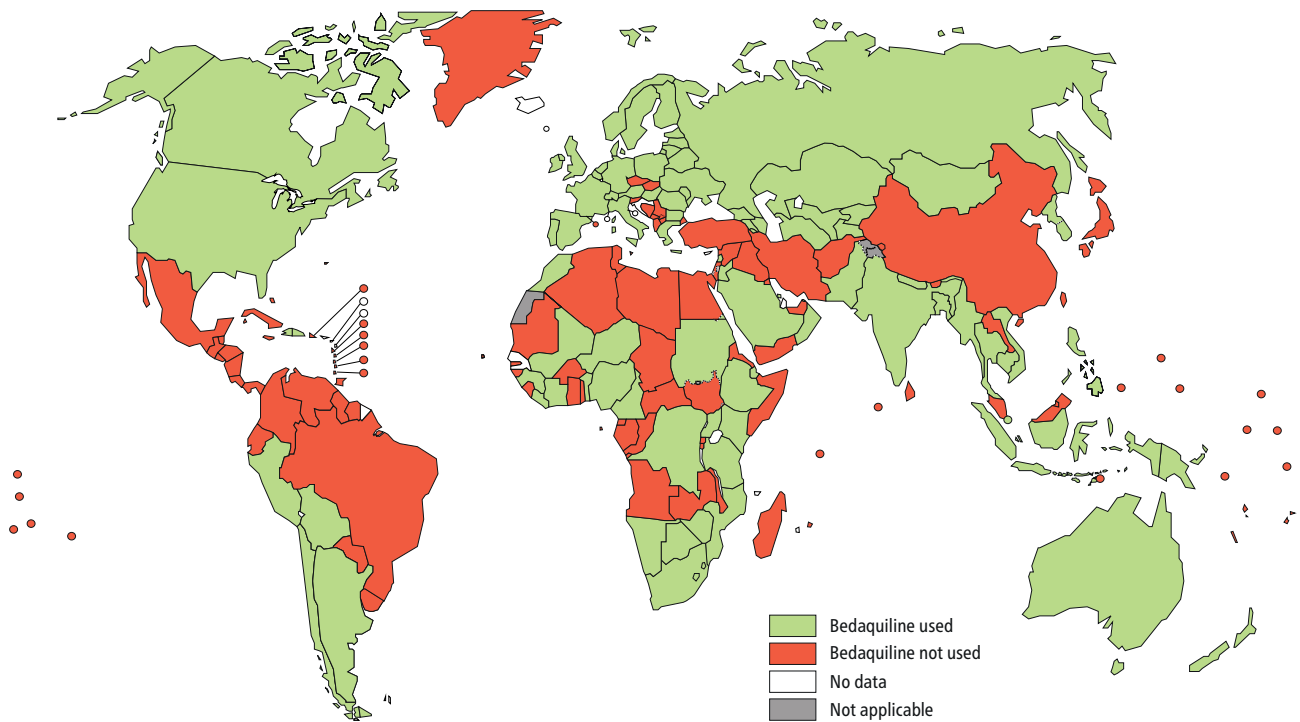 Bedaquiline used
Bedaquiline not used
No data
Not applicable